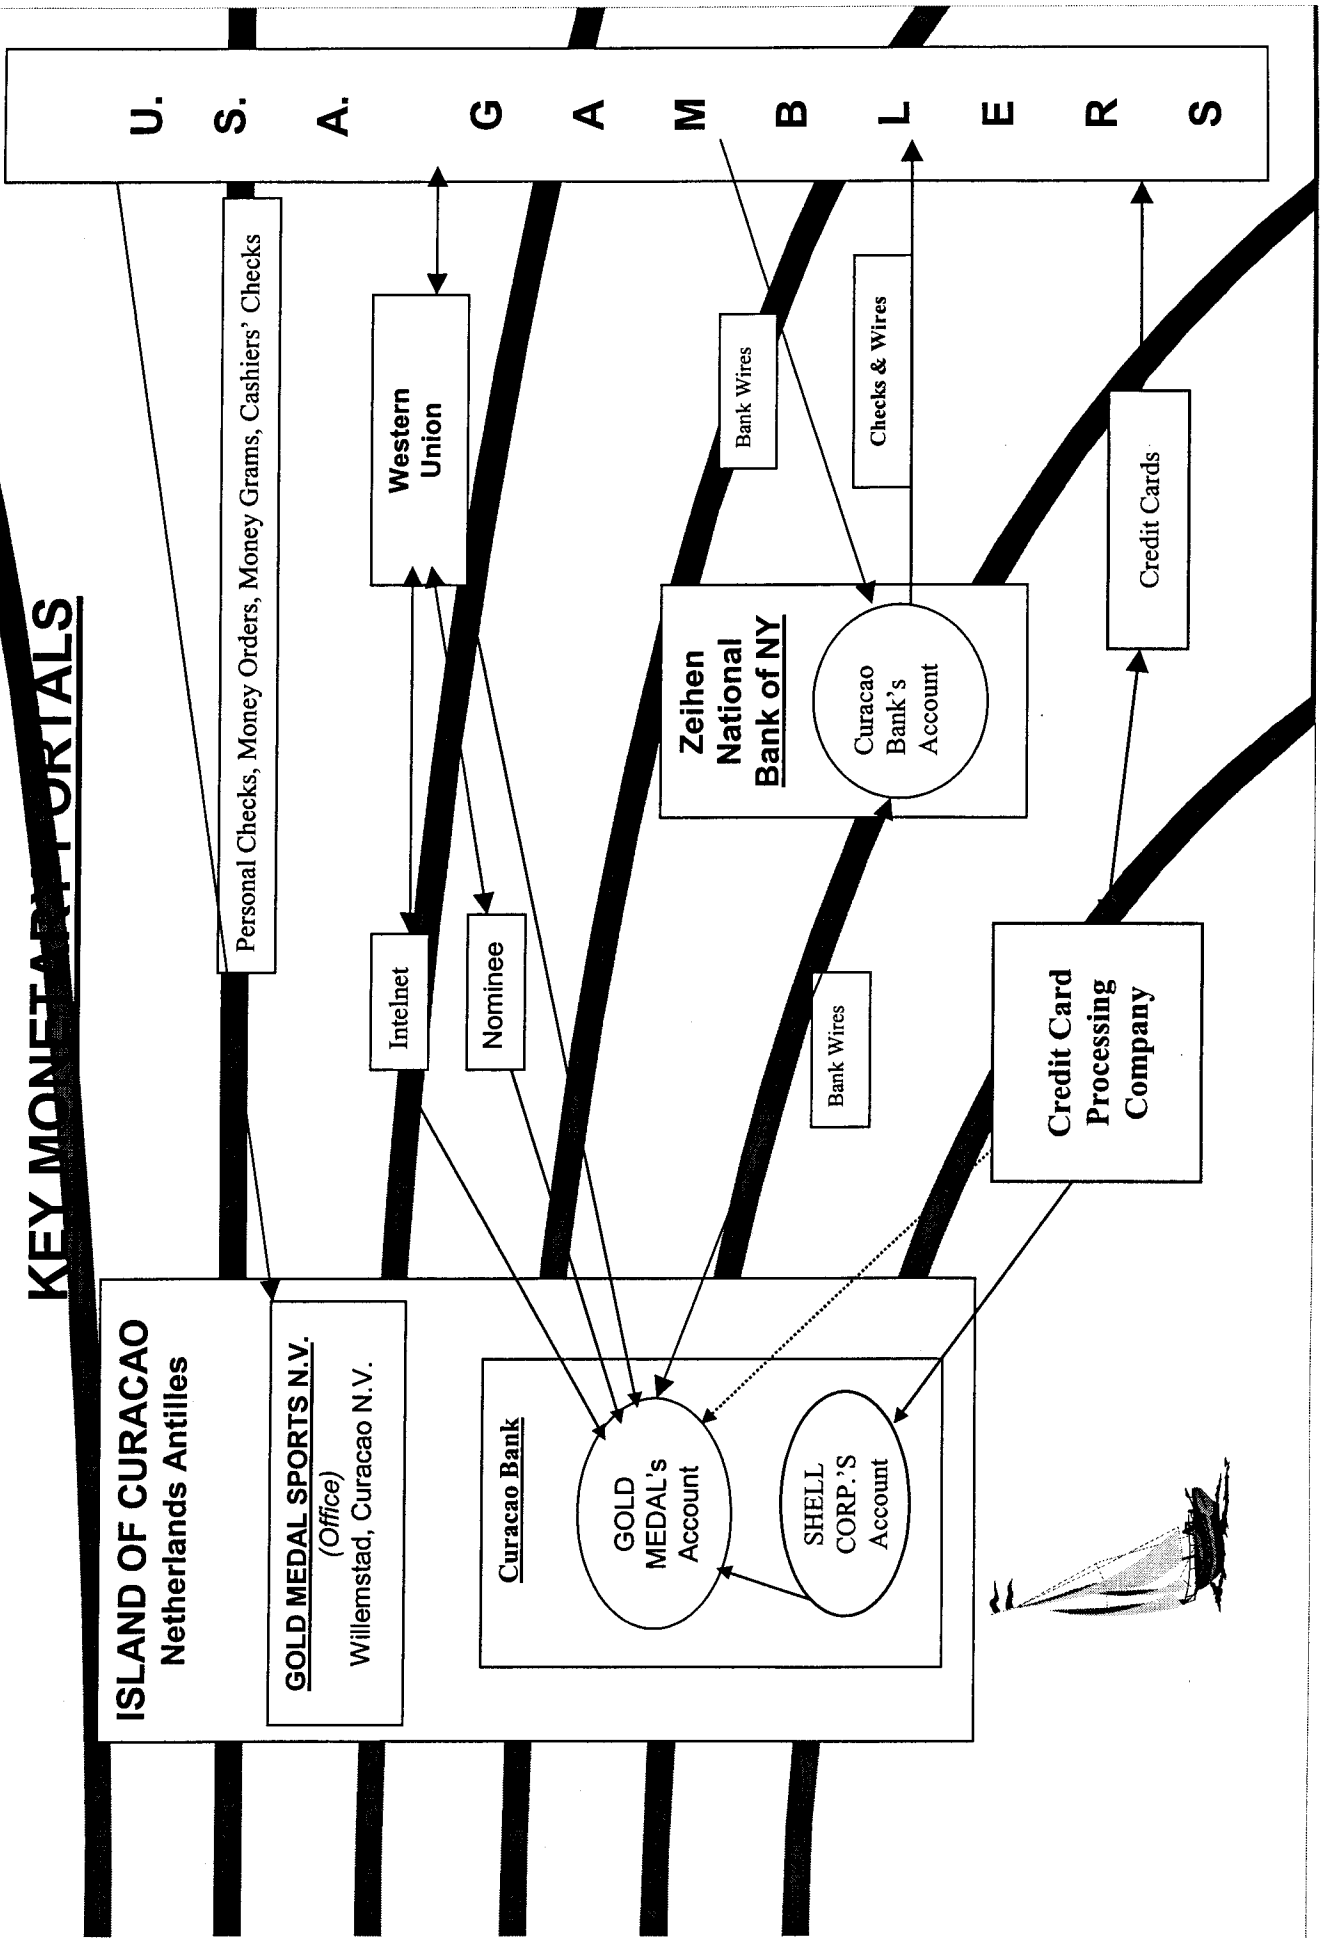 KEY MONETARY PORTALS
ISLAND OF CURACAO
Netherlands Antilles
GOLD MEDAL SPORTS N.V.
(Office)
Willemstad, Curacao N.V.
Curacao Bank
GOLD
MEDAL's
Account
SHELL
CORP.'S
Account
Personal Checks, Money Orders, Money Grams, Cashiers' Checks
Intelnet
Nominee
Western
Union
Bank Wires
Zeihen
National
Bank of NY
Curacao
Bank's
Account
Bank Wires
Checks & Wires
Credit Card
Processing
Company
Credit Cards
U.
S.
A.
G
A
M
B
L
E
R
S